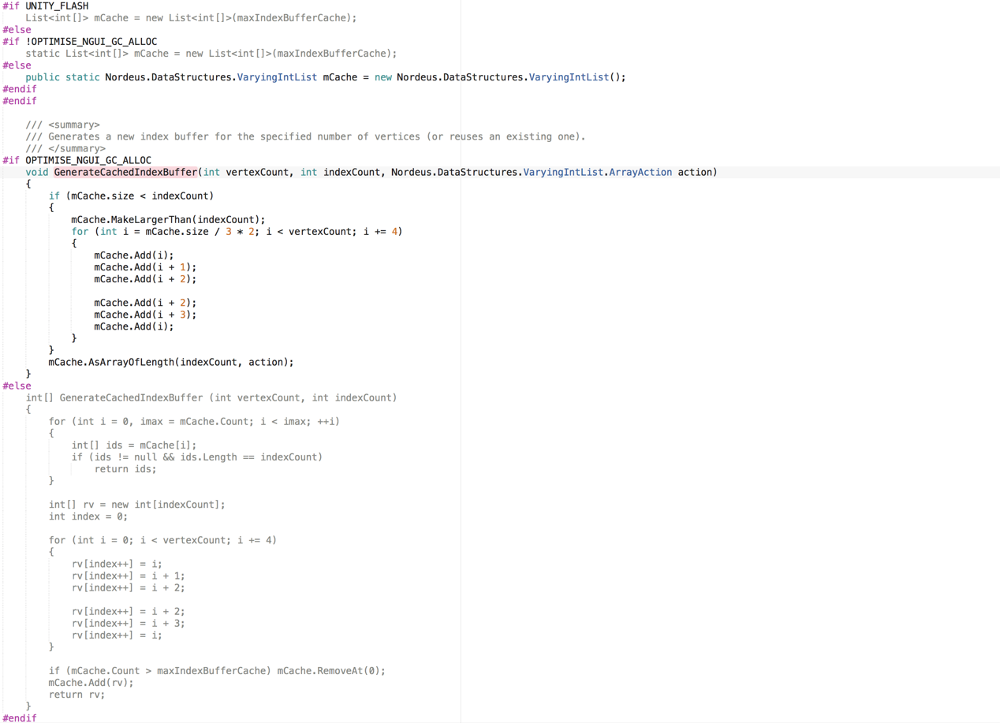 #if UNITY_FLASH
    List<int[]> mCache = new List<int[]>(maxIndexBufferCache);
#else
#if !OPTIMISE_NGUI_GC_ALLOC
    static List<int[]> mCache = new List<int[]>(maxIndexBufferCache);
#else
    public static Nordeus.DataStructures.VaryingIntList mCache = new Nordeus.DataStructures.VaryingIntList();
#endif
#endif
    /// <summary>
    /// Generates a new index buffer for the specified number of vertices (or reuses an existing one).
    /// </summary>
#if OPTIMISE_NGUI_GC_ALLOC
    void GenerateCachedIndexBuffer(int vertexCount, int indexCount, Nordeus.DataStructures.VaryingIntList.ArrayAction action)
    {
        if (mCache.size < indexCount)
        {
            mCache.MakeLargerThan(indexCount);
            for (int i = mCache.size / 3 * 2; i < vertexCount; i += 4)
            {
                mCache.Add(i);
                mCache.Add(i + 1);
                mCache.Add(i + 2);

                mCache.Add(i + 2);
                mCache.Add(i + 3);
                mCache.Add(i);
            }
        }
        mCache.AsArrayOfLength(indexCount, action);
    }
#else
    int[] GenerateCachedIndexBuffer (int vertexCount, int indexCount)
    {
        for (int i = 0, imax = mCache.Count; i < imax; ++i)
        {
            int[] ids = mCache[i];
            if (ids != null && ids.Length == indexCount)
                return ids;
        }

        int[] rv = new int[indexCount];
        int index = 0;

        for (int i = 0; i < vertexCount; i += 4)
        {
            rv[index++] = i;
            rv[index++] = i + 1;
            rv[index++] = i + 2;

            rv[index++] = i + 2;
            rv[index++] = i + 3;
            rv[index++] = i;
        }

        if (mCache.Count > maxIndexBufferCache) mCache.RemoveAt(0);
        mCache.Add(rv);
        return rv;
    }
#endif